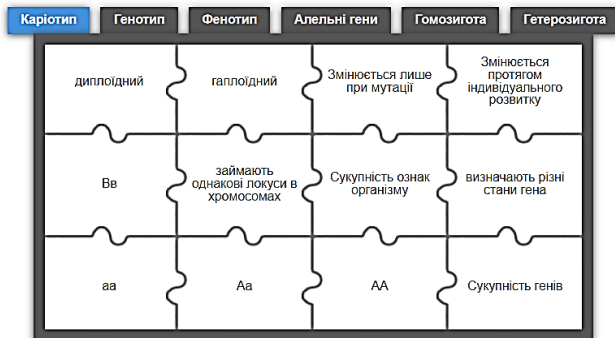 Каріотип Генотип Фенотип Алельні гени Гомозигота Гетерозигота
диплоїдний
гаплоїдний
Змінюється лише
при мутації
Змінюється
протягом
індивідуального
розвитку
Вв
займають
однакові локуси в
хромосомах
Сукупність ознак
організму
визначають різні
стани гена
аа
Аа
АА
Сукупність генів